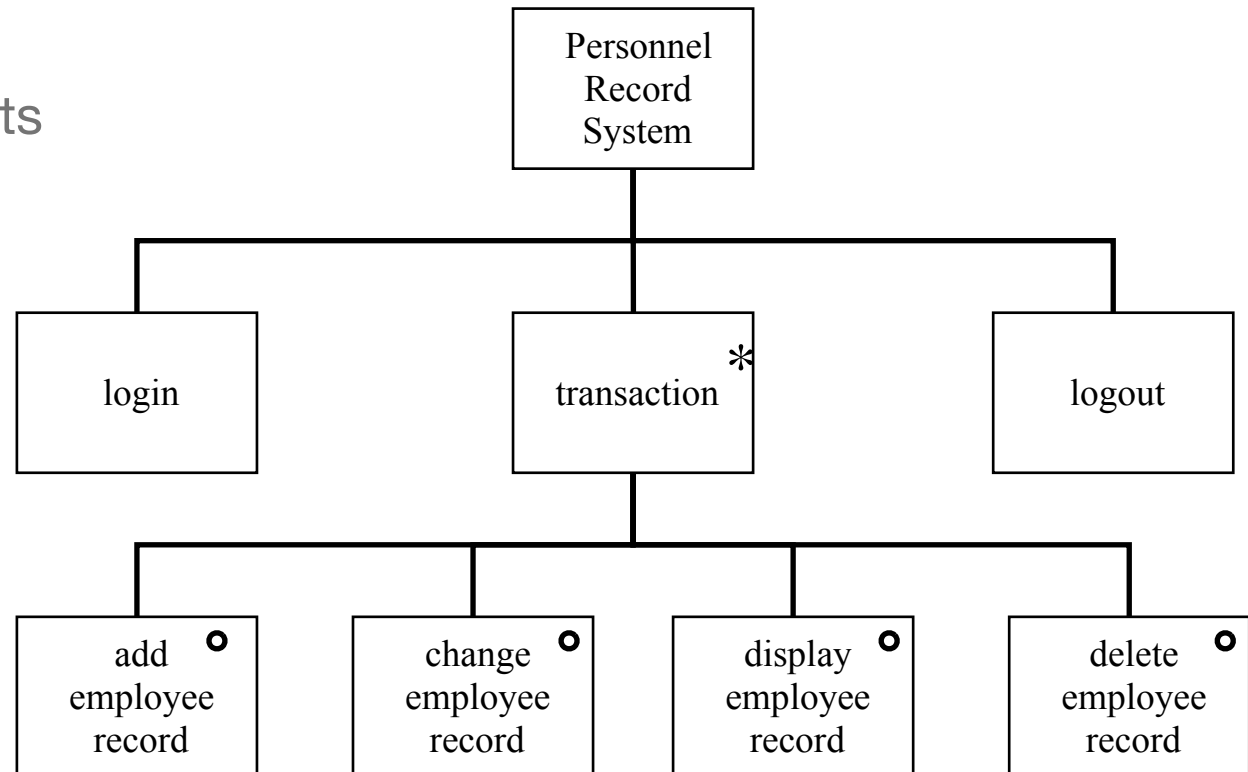 Personnel
Record
System
ts
login
transaction
*
logout
add
employee
record
change
employee
record
display
employee
record
delete
employee
record